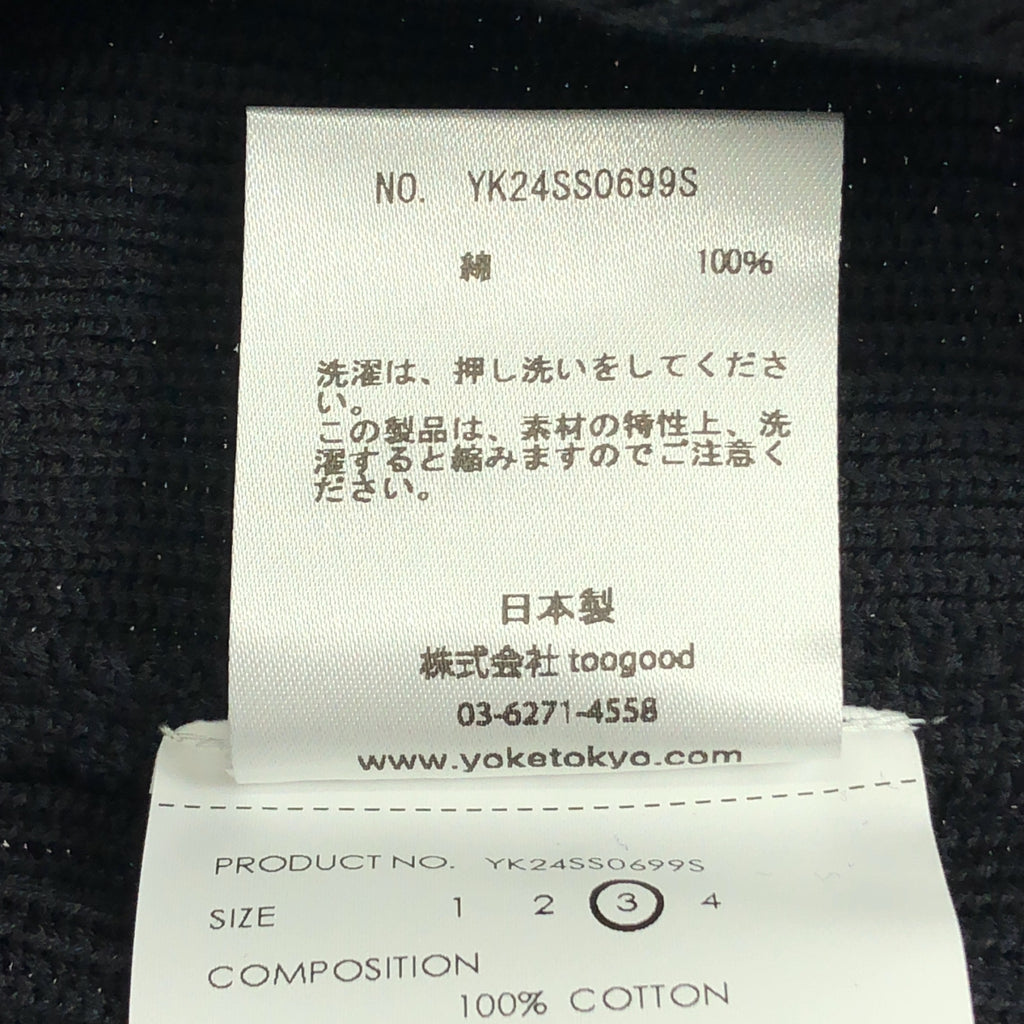 NO. YK24SS0699S
綿 100%
洗濯は、押し洗いをしてくださ
い。
この製品は、素材の特性上、洗
濯すると縮みますのでご注意く
ださい。
日本製
株式会社 toogood
03-6271-4558
www.yoketokyo.com
PRODUCT NO. YK24SS0699S
SIZE 1 2 3 4
COMPOSITION
100% COTTON